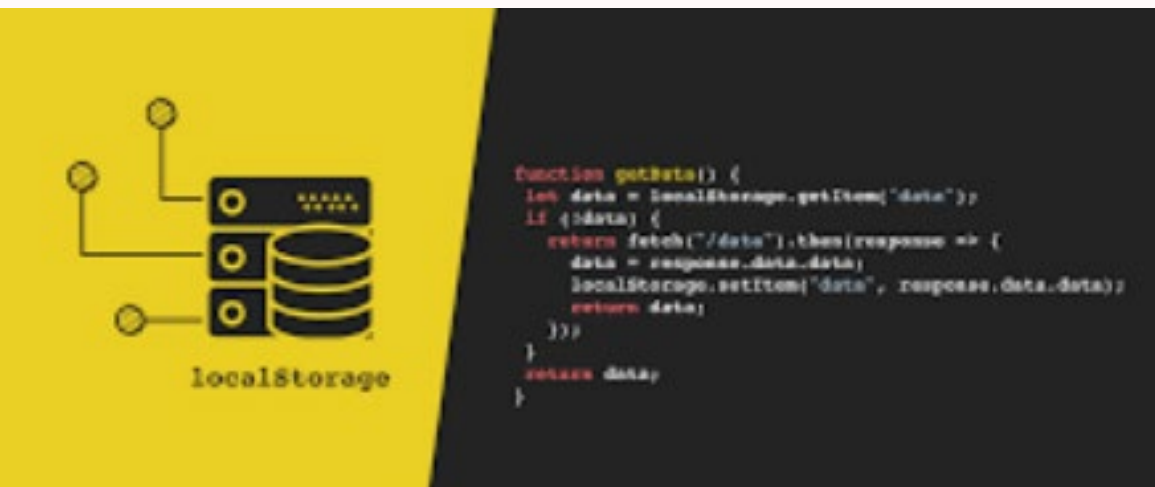 localStorage
function getData() {
let data = localStorage.getItem("data");
if (!data) {
return fetch("/data").then(response => {
data = response.data.data;
localStorage.setItem("data", response.data.data);
return data;
});
}
return data;
}